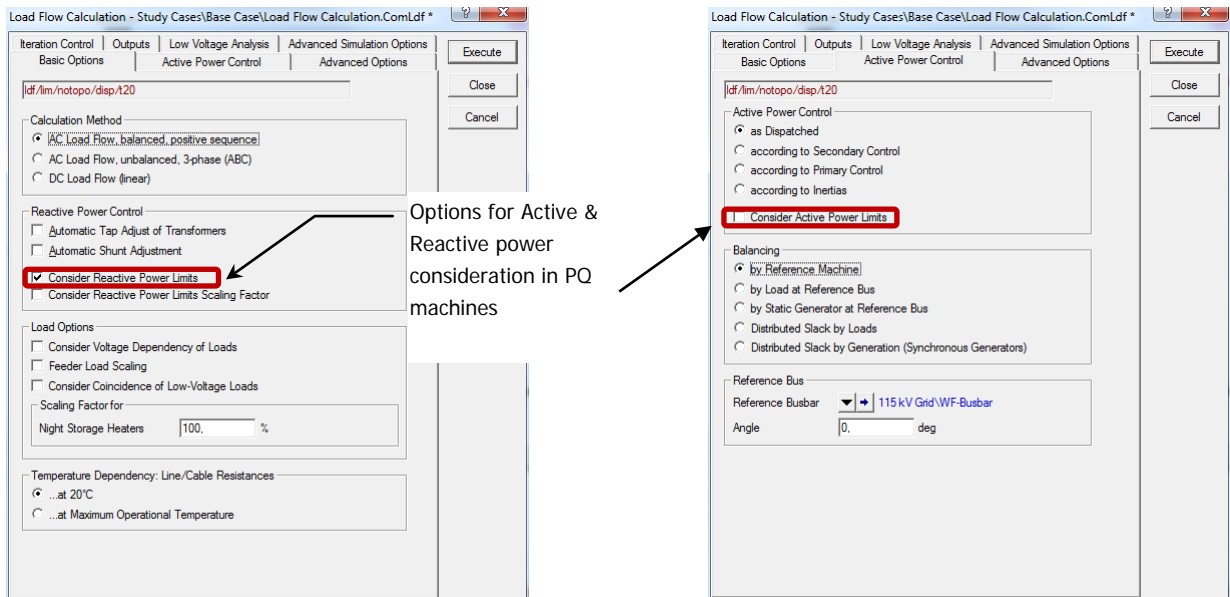 Load Flow Calculation - Study Cases\Base Case\Load Flow Calculation.ComLdf *
Iteration Control
Outputs
Low Voltage Analysis
Advanced Simulation Options
Basic Options
Active Power Control
Advanced Options
Execute
Close
Cancel
ldf/lim/notopo/disp/t20
Calculation Method
AC Load Flow, balanced, positive sequence
AC Load Flow, unbalanced, 3-phase (ABC)
DC Load Flow (linear)
Reactive Power Control
Automatic Tap Adjust of Transformers
Automatic Shunt Adjustment
Consider Reactive Power Limits
Consider Reactive Power Limits Scaling Factor
Load Options
Consider Voltage Dependency of Loads
Feeder Load Scaling
Consider Coincidence of Low-Voltage Loads
Scaling Factor for
Night Storage Heaters 100, %
Temperature Dependency: Line/Cable Resistances
...at 20°C
...at Maximum Operational Temperature
Options for Active &
Reactive power
consideration in PQ
machines
Load Flow Calculation - Study Cases\Base Case\Load Flow Calculation.ComLdf *
Iteration Control
Outputs
Low Voltage Analysis
Advanced Simulation Options
Basic Options
Active Power Control
Advanced Options
Execute
Close
Cancel
ldf/lim/notopo/disp/t20
Active Power Control
as Dispatched
according to Secondary Control
according to Primary Control
according to Inertias
Consider Active Power Limits
Balancing
by Reference Machine
by Load at Reference Bus
by Static Generator at Reference Bus
Distributed Slack by Loads
Distributed Slack by Generation (Synchronous Generators)
Reference Bus
Reference Busbar 115 kV Grid\WF-Busbar
Angle 0, deg